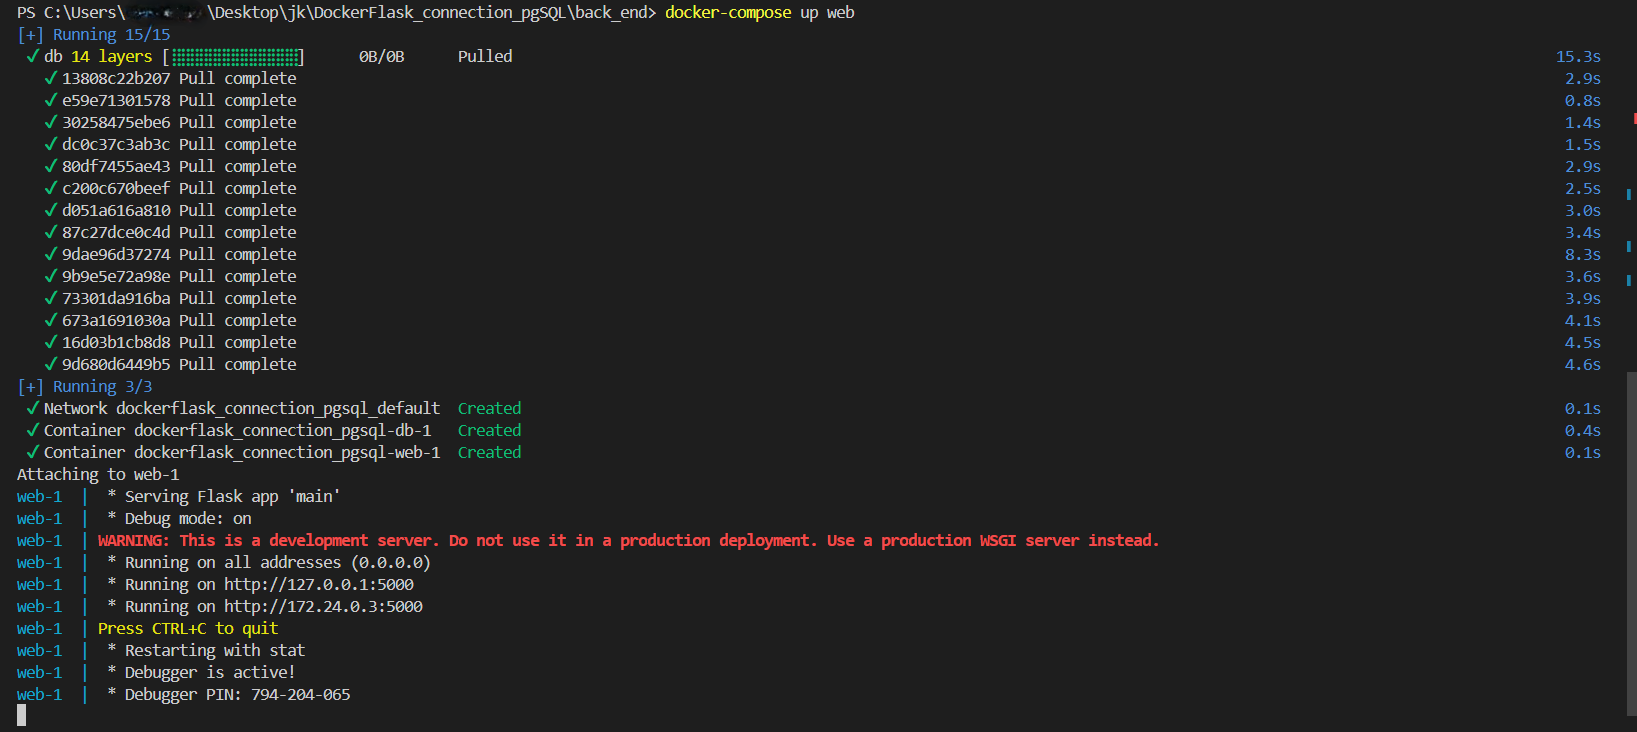 PS C:\Users\ \Desktop\jk\DockerFlask_connection_pgSQL\back_end> docker-compose up web
[+] Running 15/15
✔ db 14 layers [⣿⣿⣿⣿⣿⣿⣿⣿⣿⣿⣿⣿⣿⣿] 0B/0B Pulled 15.3s
✔ 13808c22b207 Pull complete 2.9s
✔ e59e71301578 Pull complete 0.8s
✔ 30258475ebe6 Pull complete 1.4s
✔ dc0c37c3ab3c Pull complete 1.5s
✔ 80df7455ae43 Pull complete 2.9s
✔ c200c670beef Pull complete 2.5s
✔ d051a616a810 Pull complete 3.0s
✔ 87c27dce0c4d Pull complete 3.4s
✔ 9dae96d37274 Pull complete 8.3s
✔ 9b9e5e72a98e Pull complete 3.6s
✔ 73301da916ba Pull complete 3.9s
✔ 673a1691030a Pull complete 4.1s
✔ 16d03b1cb8d8 Pull complete 4.5s
✔ 9d680d6449b5 Pull complete 4.6s
[+] Running 3/3
✔ Network dockerflask_connection_pgsql_default Created 0.1s
✔ Container dockerflask_connection_pgsql-db-1 Created 0.4s
✔ Container dockerflask_connection_pgsql-web-1 Created 0.1s
Attaching to web-1
web-1 | * Serving Flask app 'main'
web-1 | * Debug mode: on
web-1 | WARNING: This is a development server. Do not use it in a production deployment. Use a production WSGI server instead.
web-1 | * Running on all addresses (0.0.0.0)
web-1 | * Running on http://127.0.0.1:5000
web-1 | * Running on http://172.24.0.3:5000
web-1 | Press CTRL+C to quit
web-1 | * Restarting with stat
web-1 | * Debugger is active!
web-1 | * Debugger PIN: 794-204-065